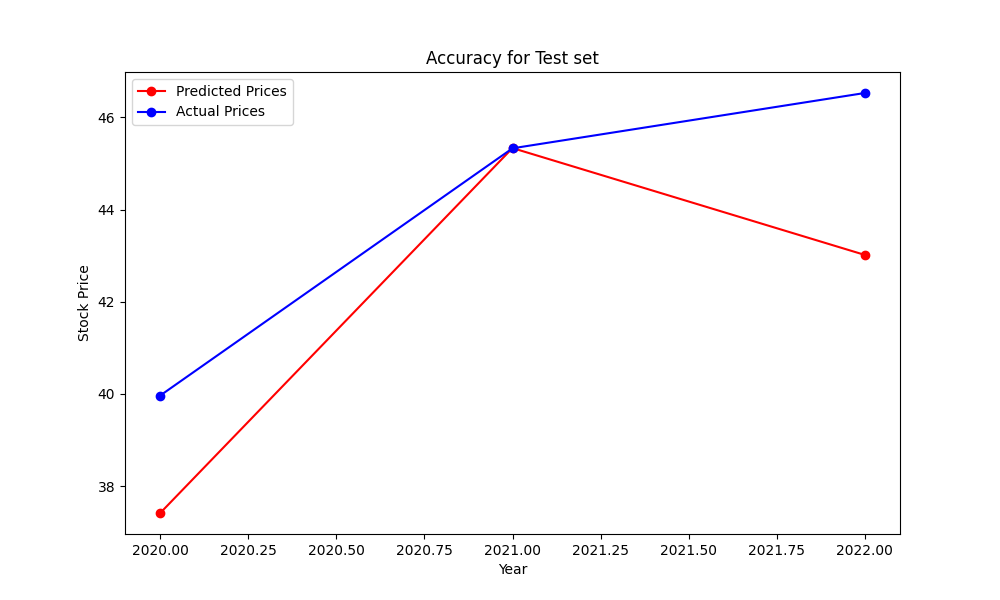 Accuracy for Test set
Predicted Prices
Actual Prices
46
44
42
40
38
Stock Price
2020.00 2020.25 2020.50 2020.75 2021.00 2021.25 2021.50 2021.75 2022.00
Year